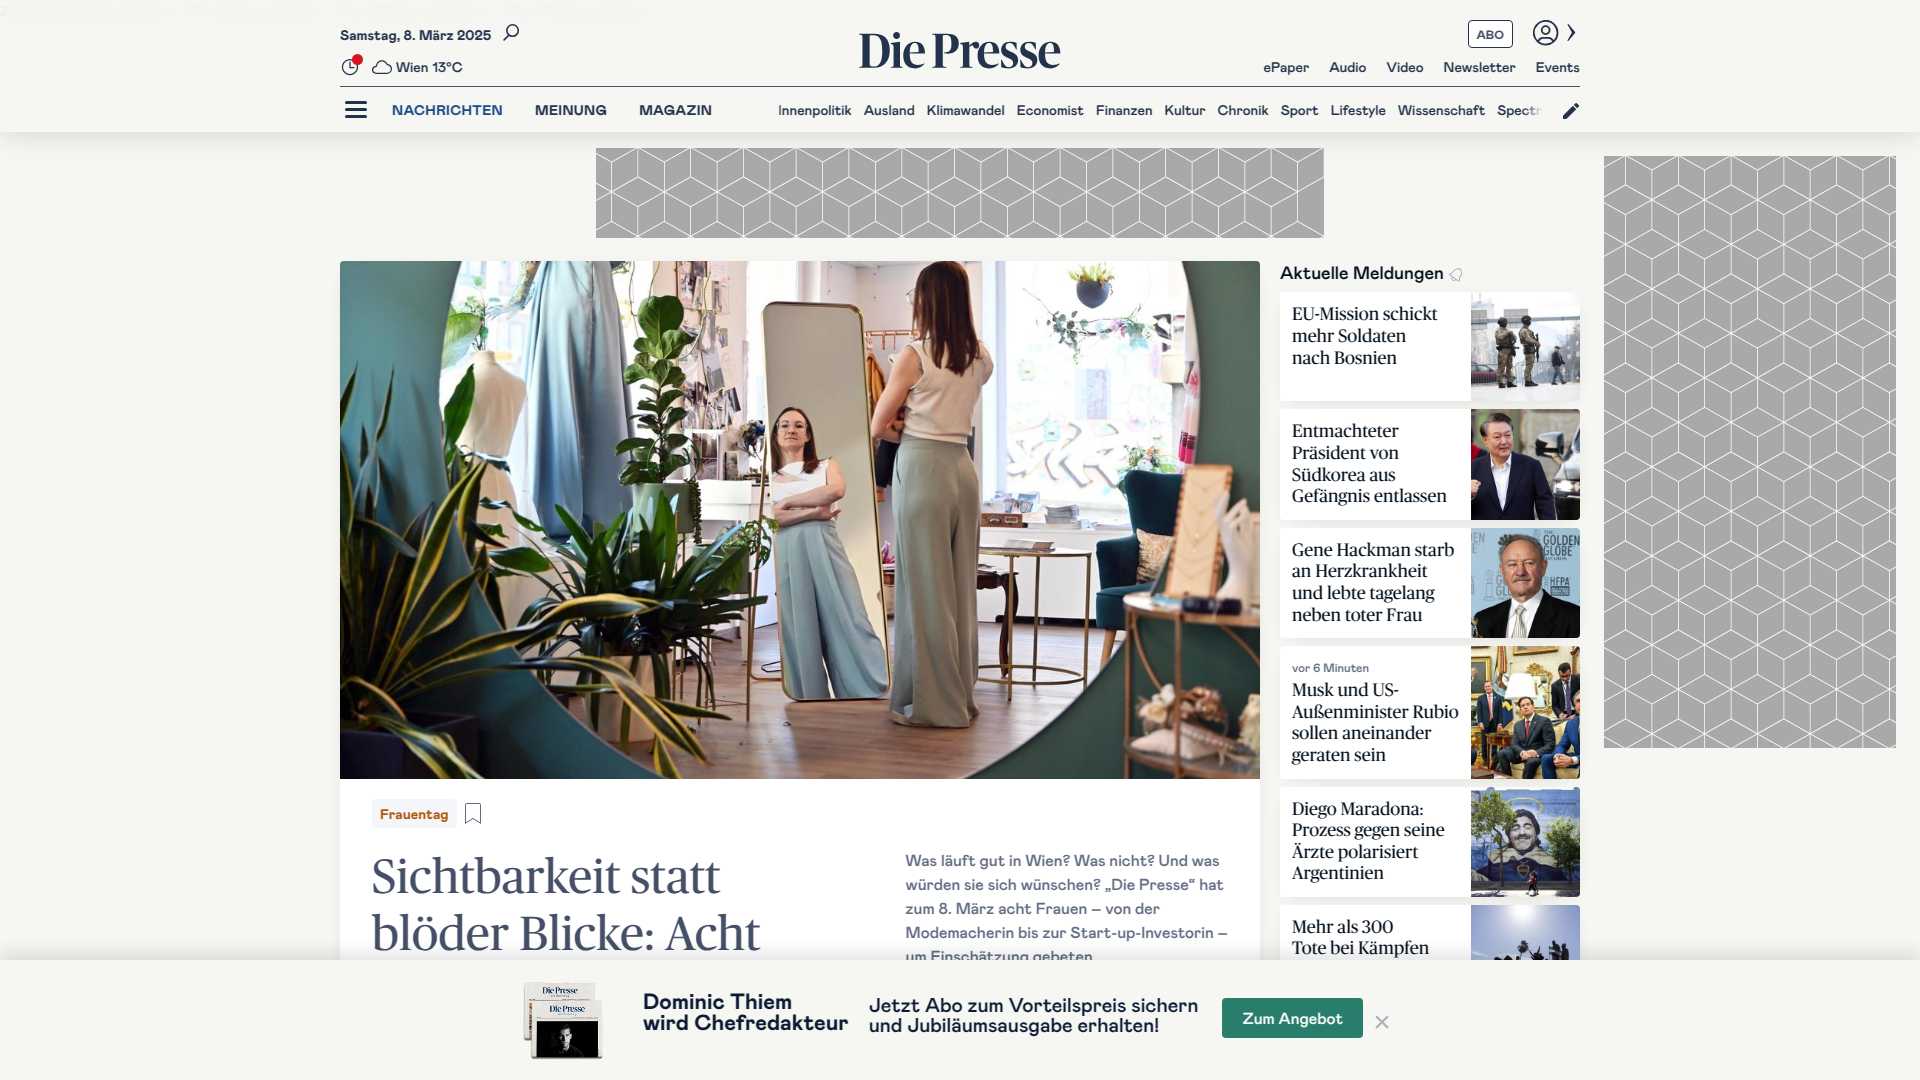 Samstag, 8. März 2025
Die Presse
ABO
Wien 13°C
ePaper Audio Video Newsletter Events
NACHRICHTEN MEINUNG MAGAZIN
Innenpolitik Ausland Klimawandel Economist Finanzen Kultur Chronik Sport Lifestyle Wissenschaft Spectr
Frauentag
Sichtbarkeit statt
blöder Blicke: Acht
Was läuft gut in Wien? Was nicht? Und was
würden sie sich wünschen? „Die Presse“ hat
zum 8. März acht Frauen – von der
Modemacherin bis zur Start-up-Investorin –
um Einschätzung gebeten.
Aktuelle Meldungen
EU-Mission schickt
mehr Soldaten
nach Bosnien
Entmachteter
Präsident von
Südkorea aus
Gefängnis entlassen
Gene Hackman starb
an Herzkrankheit
und lebte tagelang
neben toter Frau
THE
GOLDEN
GLOBE
HFPA
vor 6 Minuten
Musk und US-
Außenminister Rubio
sollen aneinander
geraten sein
Diego Maradona:
Prozess gegen seine
Ärzte polarisiert
Argentinien
Mehr als 300
Tote bei Kämpfen
Die Presse
Die Presse
Dominic Thiem
wird Chefredakteur
Jetzt Abo zum Vorteilspreis sichern
und Jubiläumsausgabe erhalten!
Zum Angebot